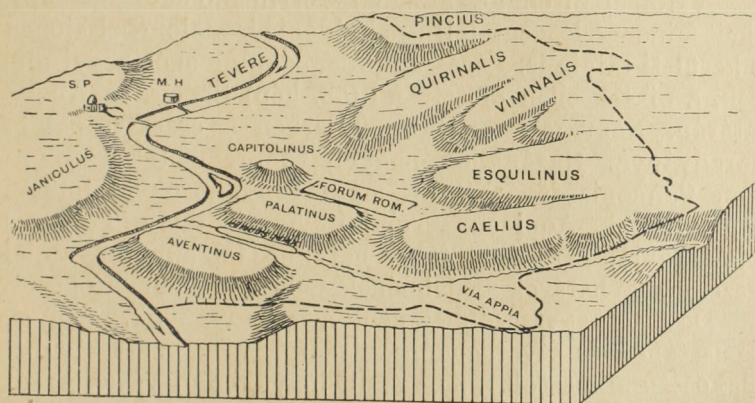 PINCIUS
S. P.
M. H
TEVERE
QUIRINALIS
VIMINALIS
CAPITOLINUS
JANICULUS
FORUM ROM.
ESQUILINUS
PALATINUS
CAELIUS
AVENTINUS
VIA APPIA